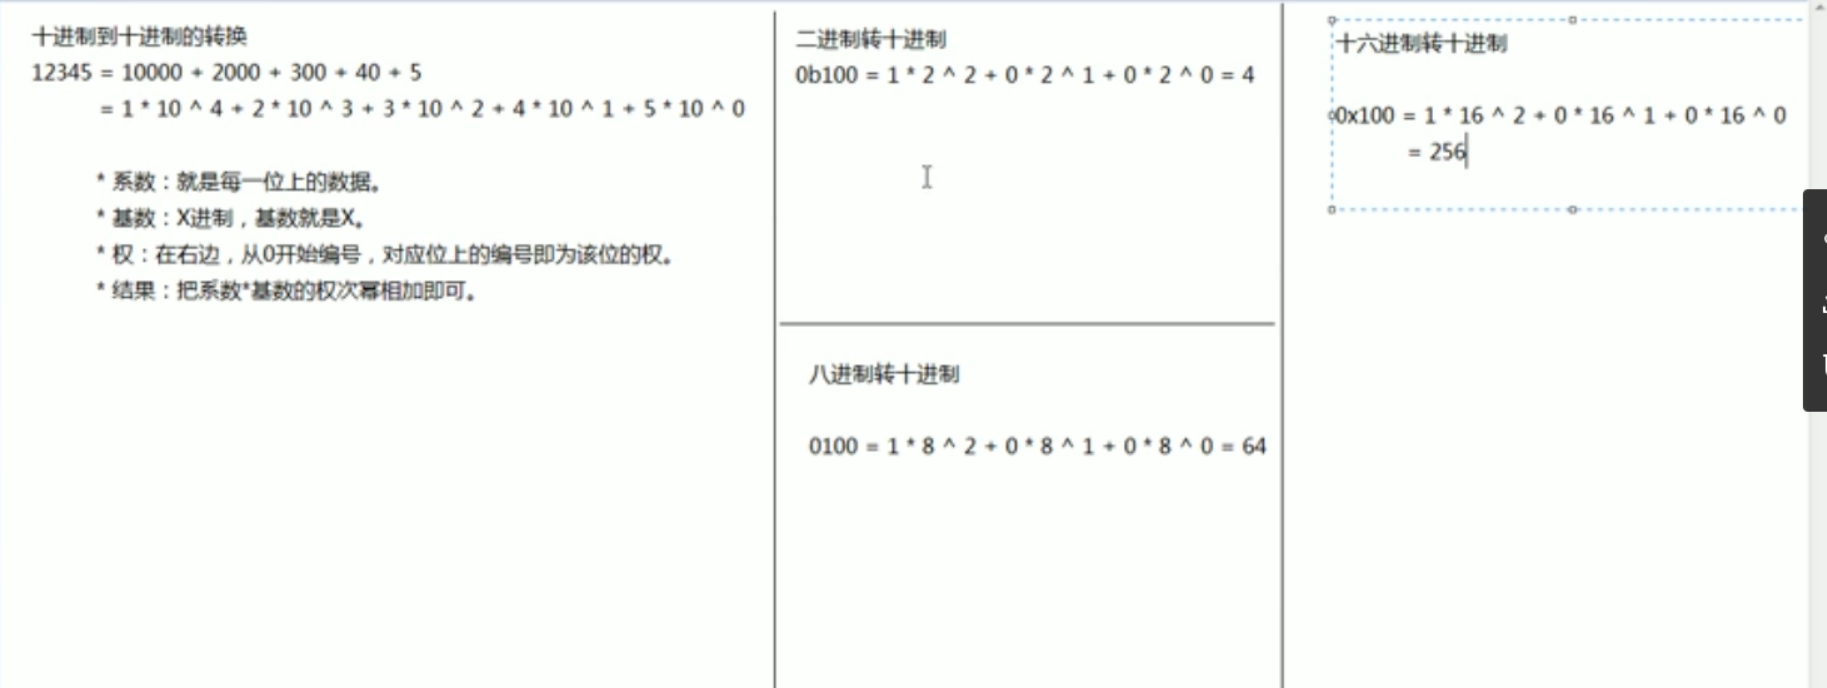 十进制到十进制的转换
12345 = 10000 + 2000 + 300 + 40 + 5
= 1 * 10 ^ 4 + 2 * 10 ^ 3 + 3 * 10 ^ 2 + 4 * 10 ^ 1 + 5 * 10 ^ 0
* 系数：就是每一位上的数据。
* 基数：X进制，基数就是X。
* 权：在右边，从0开始编号，对应位上的编号即为该位的权。
* 结果：把系数*基数的权次幂相加即可。
二进制转十进制
0b100 = 1 * 2 ^ 2 + 0 * 2 ^ 1 + 0 * 2 ^ 0 = 4
八进制转十进制
0100 = 1 * 8 ^ 2 + 0 * 8 ^ 1 + 0 * 8 ^ 0 = 64
十六进制转十进制
0x100 = 1 * 16 ^ 2 + 0 * 16 ^ 1 + 0 * 16 ^ 0
= 256